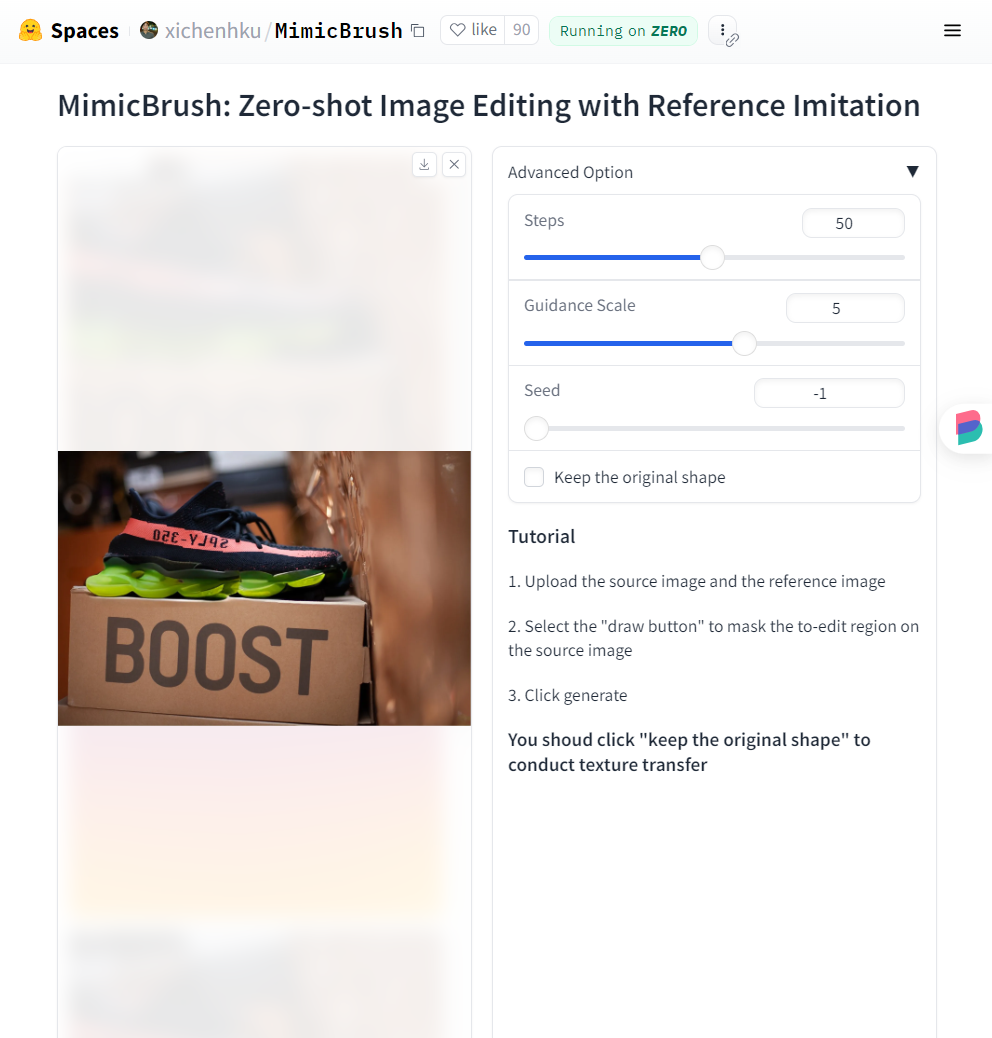 Spaces
xichenhku/MimicBrush
like 90
Running on ZERO
MimicBrush: Zero-shot Image Editing with Reference Imitation
SPLY-350
BOOST
Advanced Option
Steps
50
Guidance Scale
5
Seed
-1
Keep the original shape
Tutorial
1. Upload the source image and the reference image
2. Select the "draw button" to mask the to-edit region on
the source image
3. Click generate
You shoud click "keep the original shape" to
conduct texture transfer